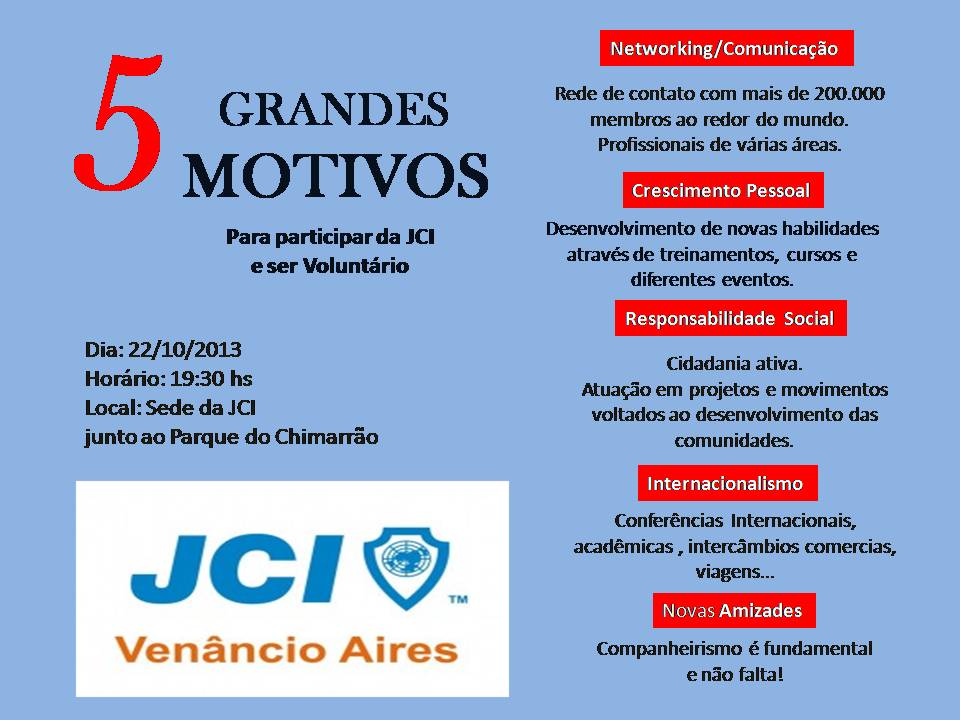 5 GRANDES
MOTIVOS
Para participar da JCI
e ser Voluntário
Dia: 22/10/2013
Horário: 19:30 hs
Local: Sede da JCI
junto ao Parque do Chimarrão
JCI TM
Venâncio Aires
Networking/Comunicação
Rede de contato com mais de 200.000
membros ao redor do mundo.
Profissionais de várias áreas.
Crescimento Pessoal
Desenvolvimento de novas habilidades
através de treinamentos, cursos e
diferentes eventos.
Responsabilidade Social
Cidadania ativa.
Atuação em projetos e movimentos
voltados ao desenvolvimento das
comunidades.
Internacionalismo
Conferências Internacionais,
acadêmicas , intercâmbios comercias,
viagens...
Novas Amizades
Companheirismo é fundamental
e não falta!